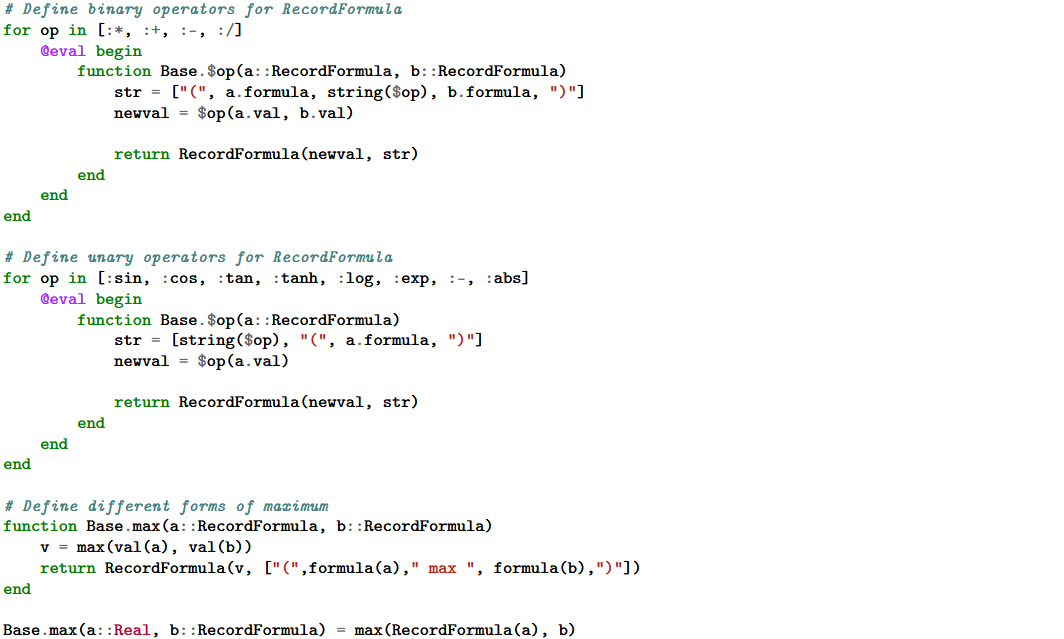 # Define binary operators for RecordFormula
for op in [:*, :+, :-, :/]
    @eval begin
        function Base.$op(a::RecordFormula, b::RecordFormula)
            str = ["(", a.formula, string($op), b.formula, ")"]
            newval = $op(a.val, b.val)

            return RecordFormula(newval, str)
        end
    end
end

# Define unary operators for RecordFormula
for op in [:sin, :cos, :tan, :tanh, :log, :exp, :-, :abs]
    @eval begin
        function Base.$op(a::RecordFormula)
            str = [string($op), "(", a.formula, ")"]
            newval = $op(a.val)

            return RecordFormula(newval, str)
        end
    end
end

# Define different forms of maximum
function Base.max(a::RecordFormula, b::RecordFormula)
    v = max(val(a), val(b))
    return RecordFormula(v, ["(",formula(a)," max ", formula(b),")"])
end

Base.max(a::Real, b::RecordFormula) = max(RecordFormula(a), b)